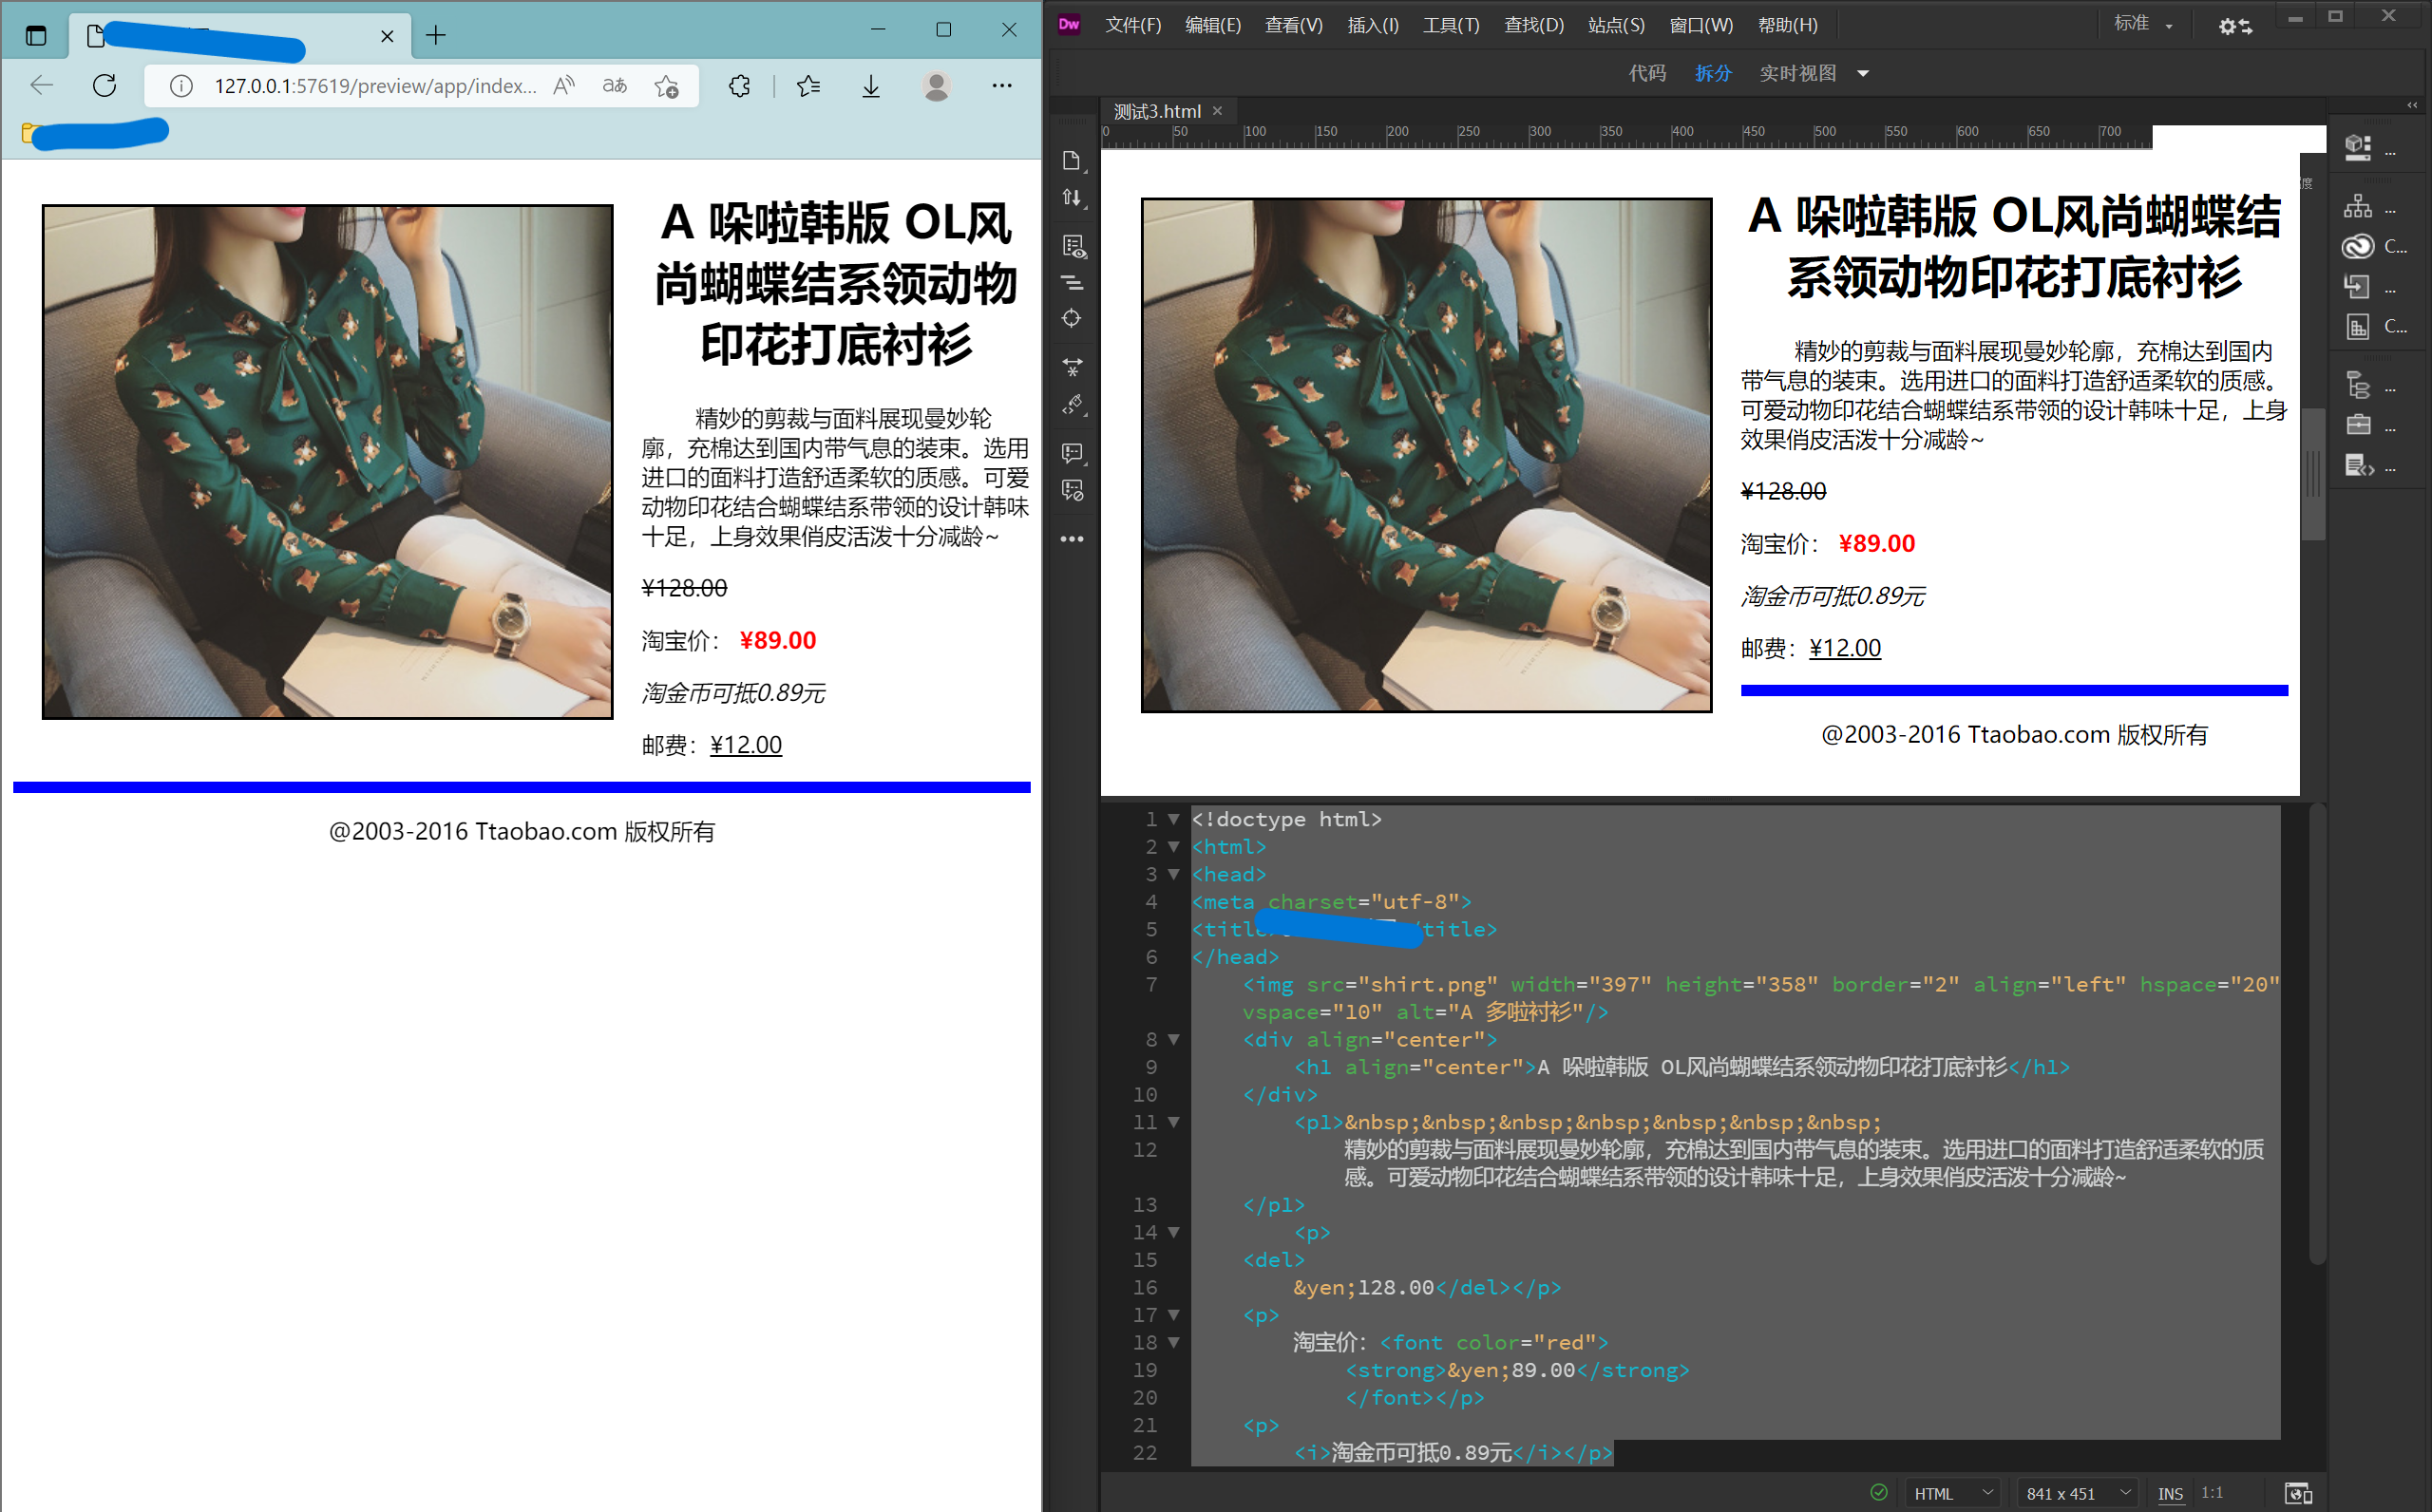 127.0.0.1:57619/preview/app/index...
A 哚啦韩版 OL风
尚蝴蝶结系领动物
印花打底衬衫
精妙的剪裁与面料展现曼妙轮
廓，充棉达到国内带气息的装束。选用
进口的面料打造舒适柔软的质感。可爱
动物印花结合蝴蝶结系带领的设计韩味
十足，上身效果俏皮活泼十分减龄~
¥128.00
淘宝价： ¥89.00
淘金币可抵0.89元
邮费：¥12.00
@2003-2016 Ttaobao.com 版权所有
Dw 文件(F) 编辑(E) 查看(V) 插入(I) 工具(T) 查找(D) 站点(S) 窗口(W) 帮助(H) 标准
代码 拆分 实时视图
测试3.html
0 50 100 150 200 250 300 350 400 450 500 550 600 650 700
A 哚啦韩版 OL风尚蝴蝶结
系领动物印花打底衬衫
精妙的剪裁与面料展现曼妙轮廓，充棉达到国内
带气息的装束。选用进口的面料打造舒适柔软的质感。
可爱动物印花结合蝴蝶结系带领的设计韩味十足，上身
效果俏皮活泼十分减龄~
¥128.00
淘宝价： ¥89.00
淘金币可抵0.89元
邮费：¥12.00
@2003-2016 Ttaobao.com 版权所有
1 <!doctype html>
2 <html>
3 <head>
4 <meta charset="utf-8">
5 <title /title>
6 </head>
7 <img src="shirt.png" width="397" height="358" border="2" align="left" hspace="20"
vspace="10" alt="A 多啦衬衫"/>
8 <div align="center">
9 <h1 align="center">A 哚啦韩版 OL风尚蝴蝶结系领动物印花打底衬衫</h1>
10 </div>
11 <p1>&nbsp;&nbsp;&nbsp;&nbsp;&nbsp;&nbsp;&nbsp;
12 精妙的剪裁与面料展现曼妙轮廓，充棉达到国内带气息的装束。选用进口的面料打造舒适柔软的质
感。可爱动物印花结合蝴蝶结系带领的设计韩味十足，上身效果俏皮活泼十分减龄~
13 </p1>
14 <p>
15 <del>
16 &yen;128.00</del></p>
17 <p>
18 淘宝价：<font color="red">
19 <strong>&yen;89.00</strong>
20 </font></p>
21 <p>
22 <i>淘金币可抵0.89元</i></p>
HTML 841 x 451 INS 1:1
C...
C...